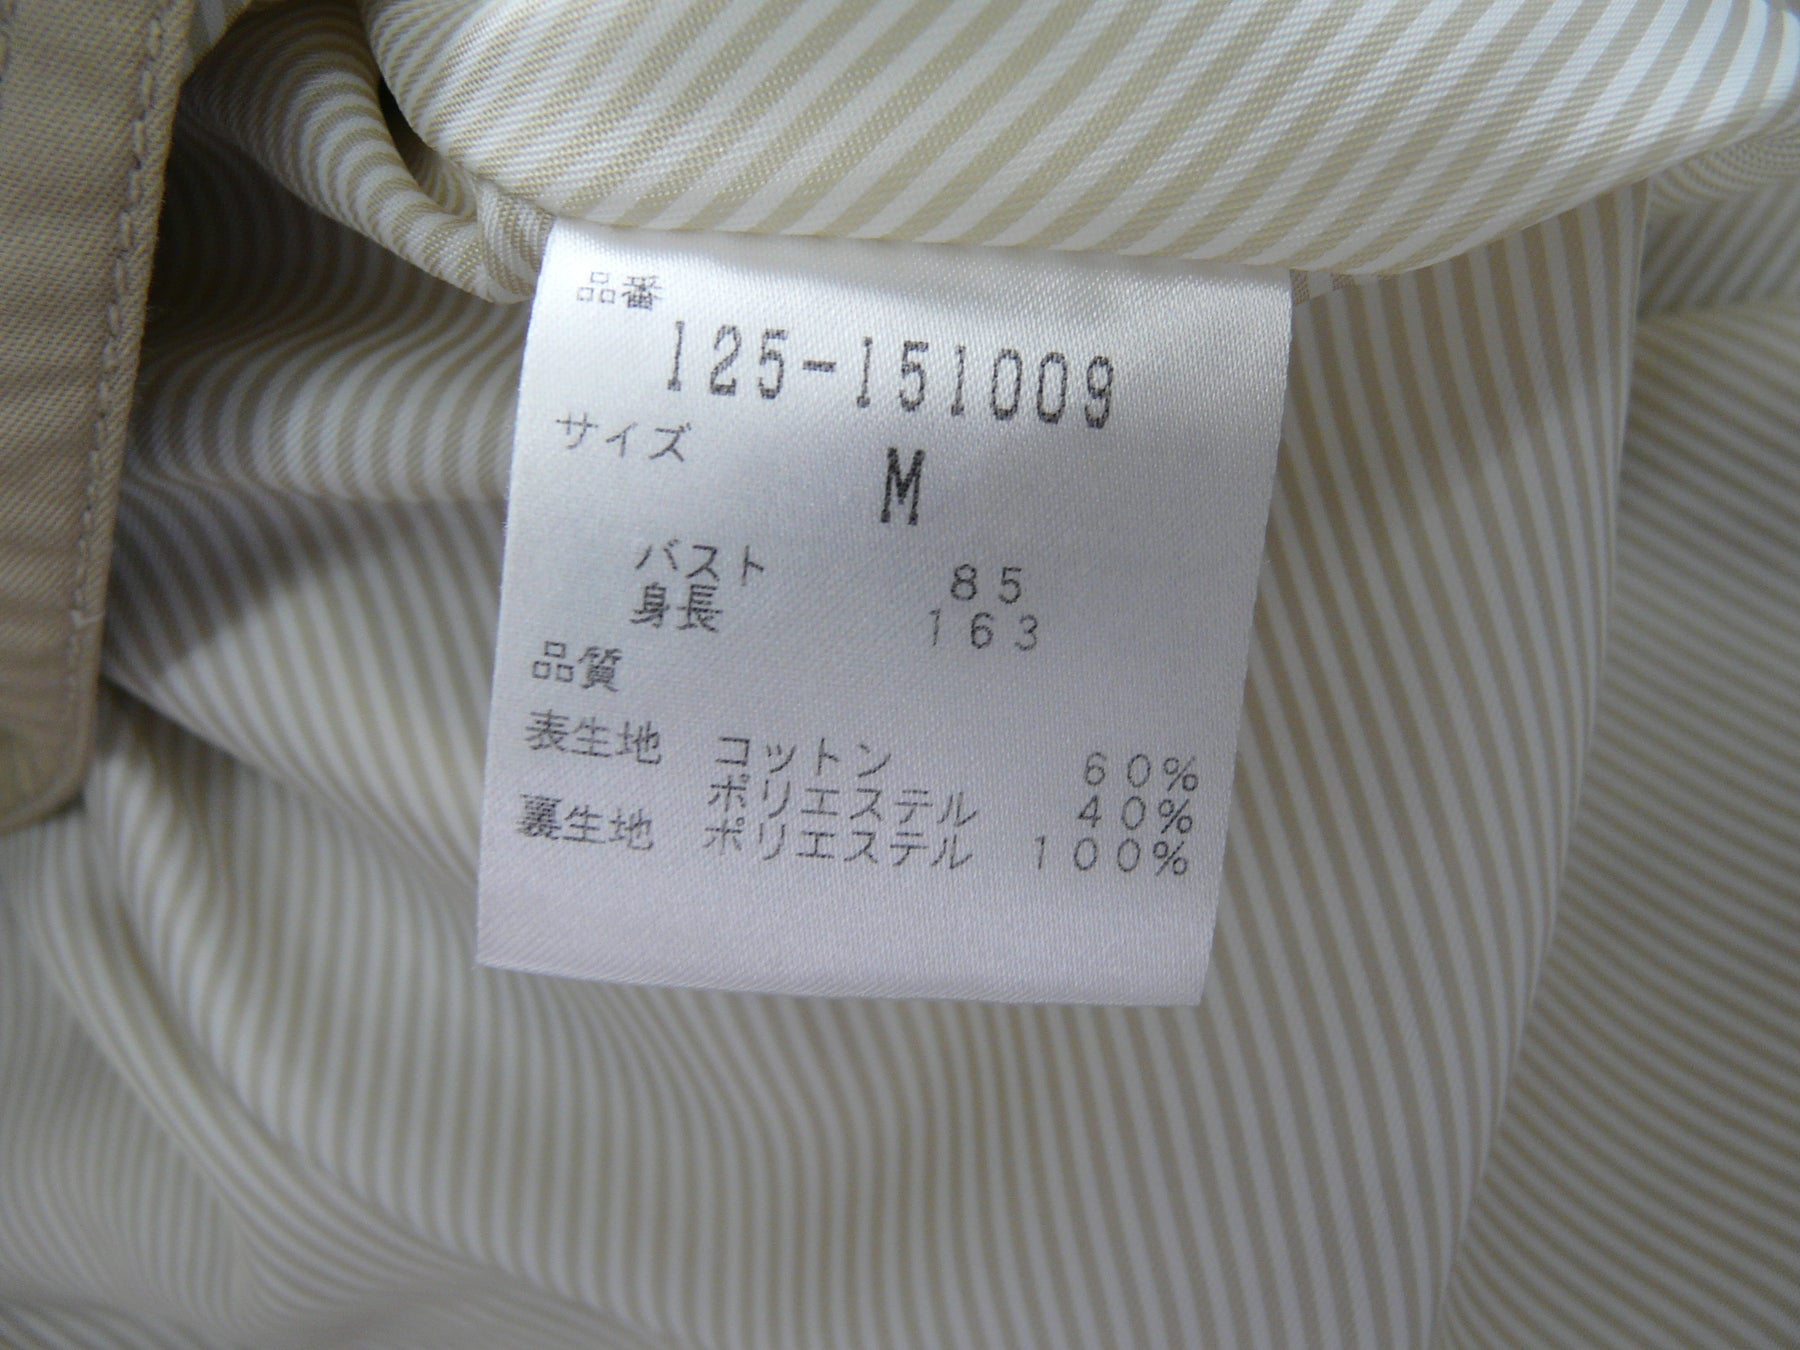 品番
125-151009
サイズ
M
バスト 85
身長 163
品質
表生地 コットン 60%
ポリエステル 40%
裏生地 ポリエステル 100%